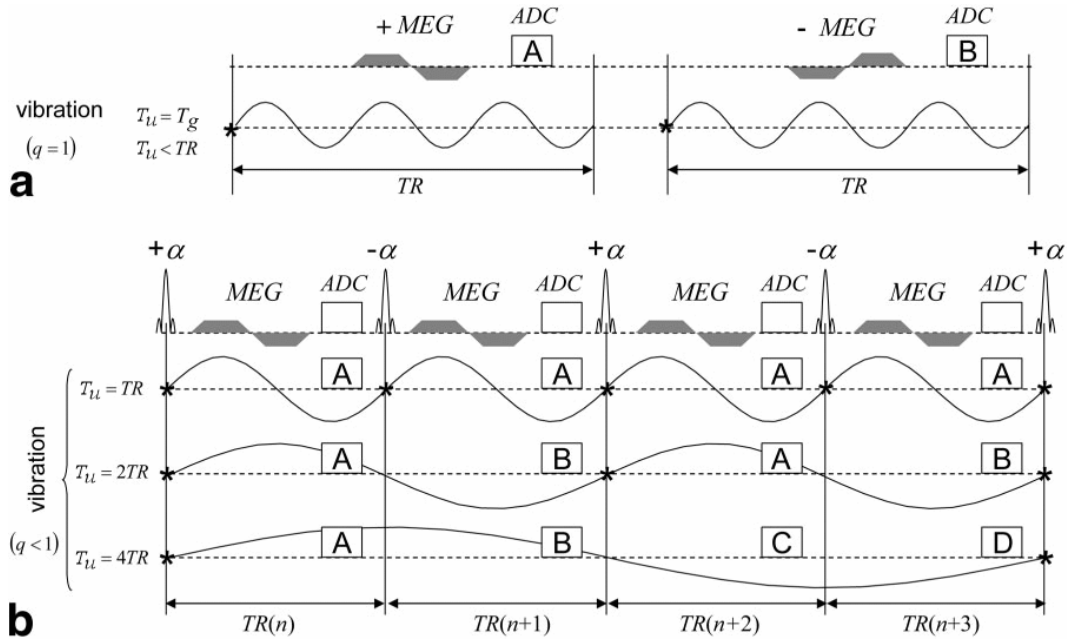 + MEG ADC - MEG ADC
A B
vibration
(q = 1)
T_u = T_g
T_u < TR
* *
TR TR
a
+α -α +α -α +α
MEG ADC MEG ADC MEG ADC MEG ADC
T_u = TR * A * A * A * A *
T_u = 2TR * A B * A B *
T_u = 4TR * A B C D *
vibration
(q < 1)
TR(n) TR(n+1) TR(n+2) TR(n+3)
b